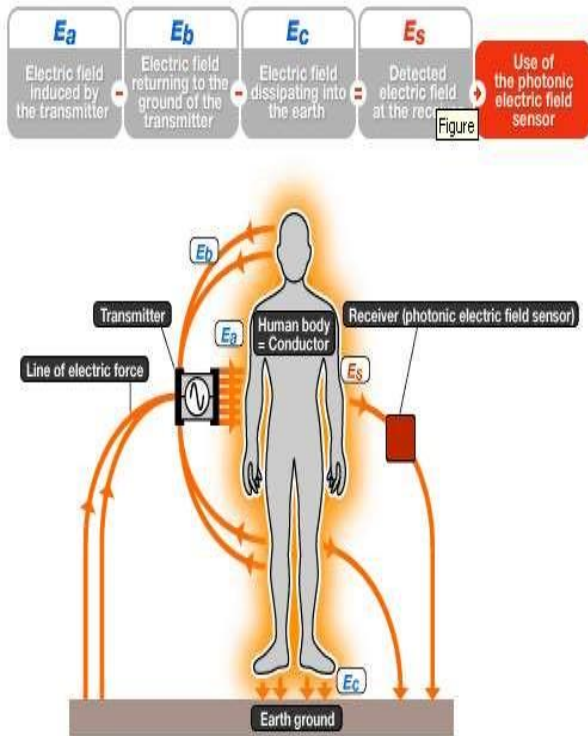 Ea
Electric field
induced by
the transmitter
-
Eb
Electric field
returning to the
ground of the
transmitter
-
Ec
Electric field
dissipating into
the earth
=
Es
Detected
electric field
at the
Figure
Use of
the photonic
electric field
sensor
Eb
Transmitter
Ea
Human body
= Conductor
Receiver (photonic electric field sensor)
Line of electric force
Es
Ec
Earth ground